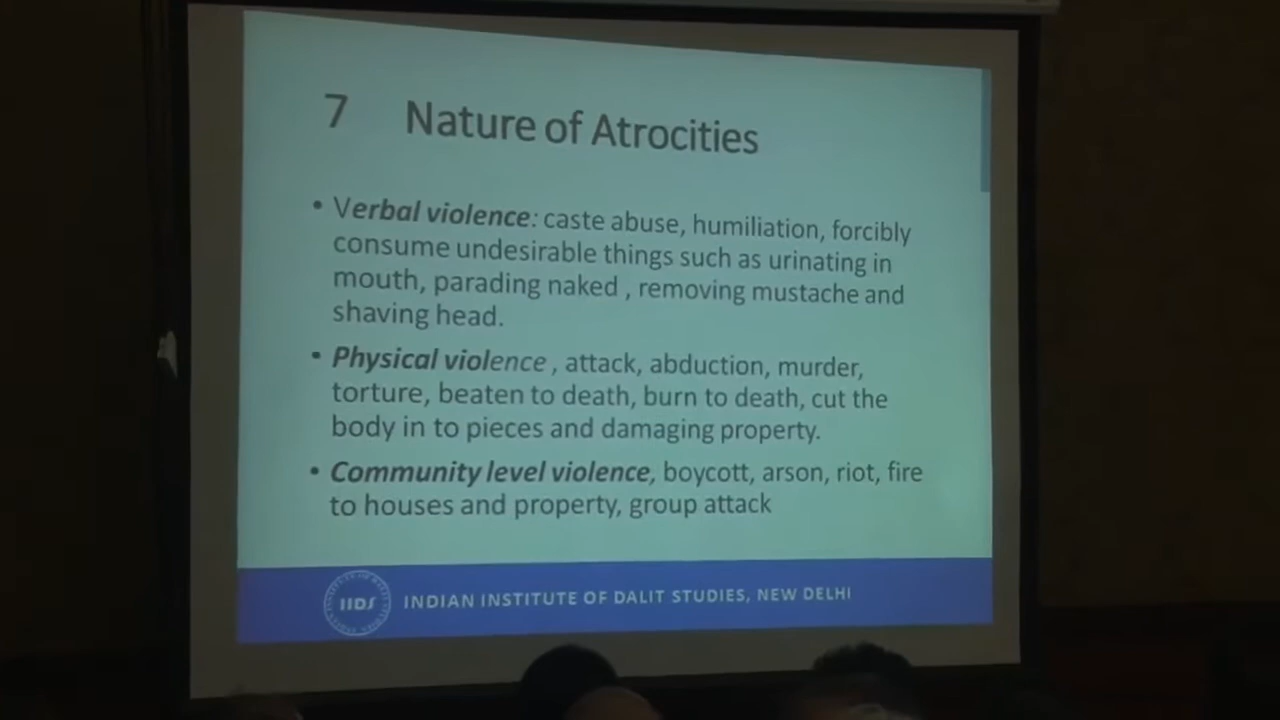 7 Nature of Atrocities
• Verbal violence: caste abuse, humiliation, forcibly
consume undesirable things such as urinating in
mouth, parading naked , removing mustache and
shaving head.
• Physical violence , attack, abduction, murder,
torture, beaten to death, burn to death, cut the
body in to pieces and damaging property.
• Community level violence, boycott, arson, riot, fire
to houses and property, group attack
IIDS
INDIAN INSTITUTE OF DALIT STUDIES, NEW DELHI